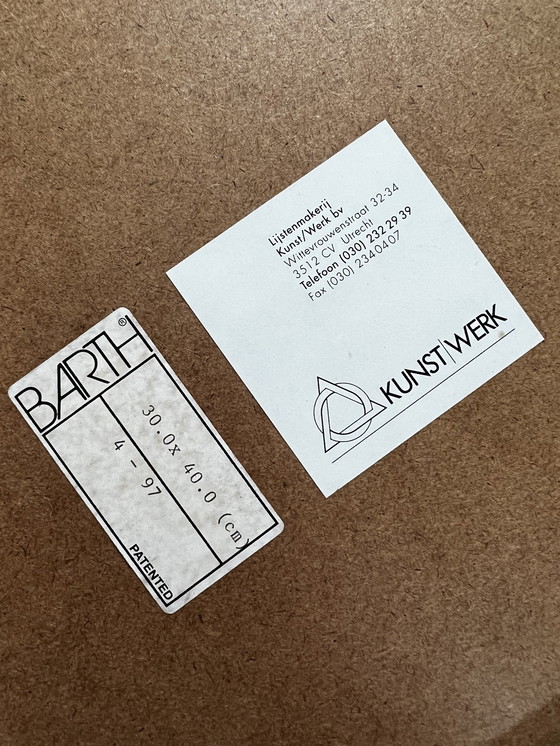 Lijstenmakerij
Kunst/Werk bv
Wittevrouwenstraat 32-34
3512 CV Utrecht
Telefoon (030) 232 29 39
Fax (030) 2340407
KUNST/WERK
BARTH®
30.0x 40.0 (cm)
4 - 97
PATENTED